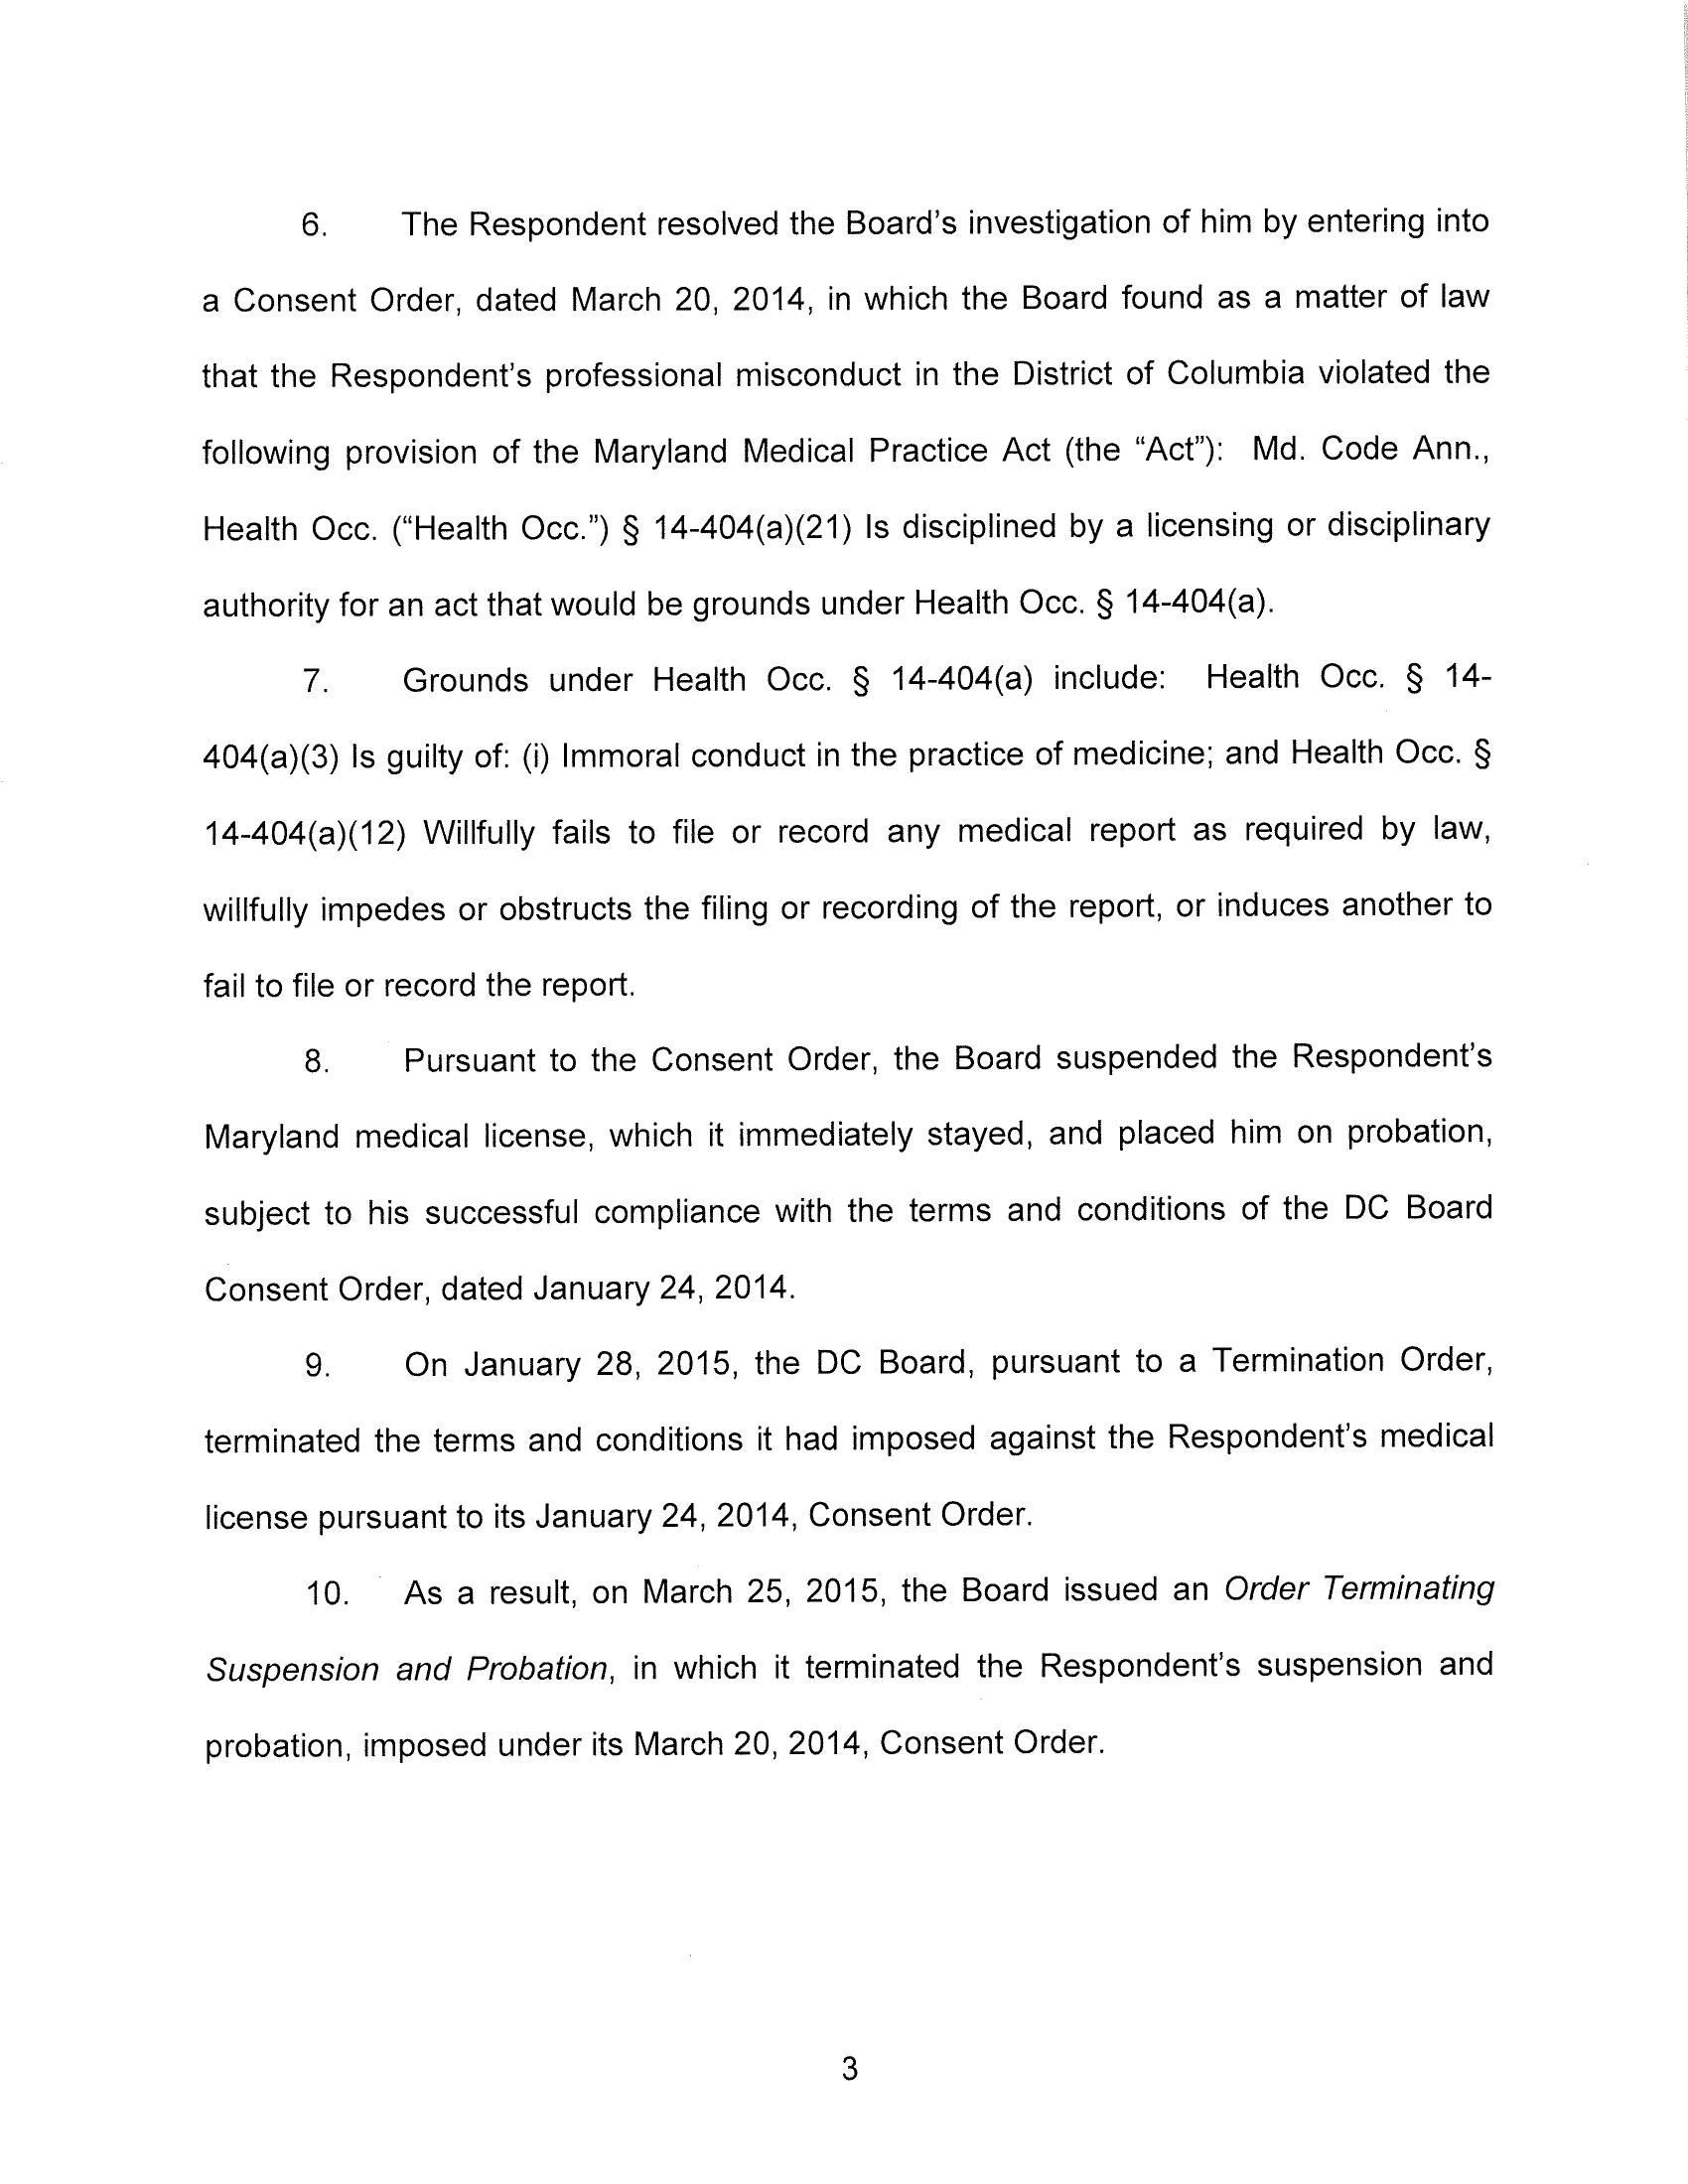 6. The Respondent resolved the Board's investigation of him by entering into
a Consent Order, dated March 20, 2014, in which the Board found as a matter of law
that the Respondent's professional misconduct in the District of Columbia violated the
following provision of the Maryland Medical Practice Act (the “Act”): Md. Code Ann.,
Health Occ. (“Health Occ.”) § 14-404(a)(21) Is disciplined by a licensing or disciplinary
authority for an act that would be grounds under Health Occ. § 14-404(a).
7. Grounds under Health Occ. § 14-404(a) include: Health Occ. § 14-
404(a)(3) Is guilty of: (i) Immoral conduct in the practice of medicine; and Health Occ. §
14-404(a)(12) Willfully fails to file or record any medical report as required by law,
willfully impedes or obstructs the filing or recording of the report, or induces another to
fail to file or record the report.
8. Pursuant to the Consent Order, the Board suspended the Respondent's
Maryland medical license, which it immediately stayed, and placed him on probation,
subject to his successful compliance with the terms and conditions of the DC Board
Consent Order, dated January 24, 2014.
9. On January 28, 2015, the DC Board, pursuant to a Termination Order,
terminated the terms and conditions it had imposed against the Respondent's medical
license pursuant to its January 24, 2014, Consent Order.
10. As a result, on March 25, 2015, the Board issued an Order Terminating
Suspension and Probation, in which it terminated the Respondent's suspension and
probation, imposed under its March 20, 2014, Consent Order.
3